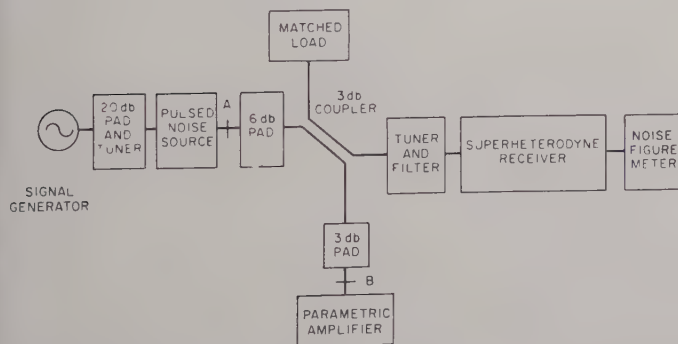 MATCHED
LOAD
3 db
COUPLER
20 db
PAD
AND
TUNER
PULSED
NOISE
SOURCE
A
6 db
PAD
TUNER
AND
FILTER
SUPERHETERODYNE
RECEIVER
NOISE
FIGURE
METER
SIGNAL
GENERATOR
3 db
PAD
B
PARAMETRIC
AMPLIFIER